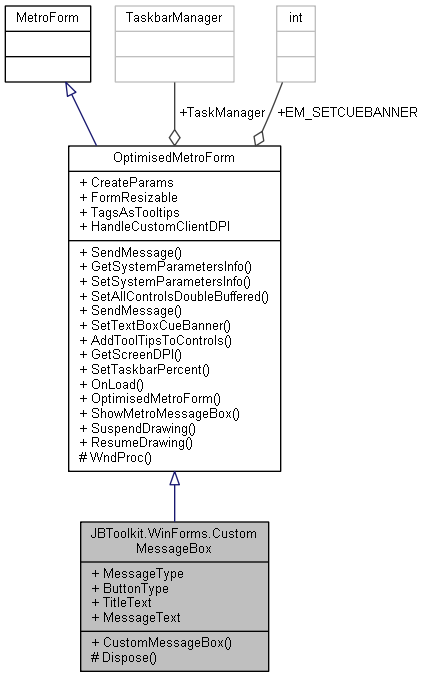 MetroForm
TaskbarManager
int
+TaskManager
+EM_SETCUEBANNER
OptimisedMetroForm
+ CreateParams
+ FormResizable
+ TagsAsTooltips
+ HandleCustomClientDPI
+ SendMessage()
+ GetSystemParametersInfo()
+ SetSystemParametersInfo()
+ SetAllControlsDoubleBuffered()
+ SendMessage()
+ SetTextBoxCueBanner()
+ AddToolTipsToControls()
+ GetScreenDPI()
+ SetTaskbarPercent()
+ OnLoad()
+ OptimisedMetroForm()
+ ShowMetroMessageBox()
+ SuspendDrawing()
+ ResumeDrawing()
# WndProc()
JBToolkit.WinForms.Custom
MessageBox
+ MessageType
+ ButtonType
+ TitleText
+ MessageText
+ CustomMessageBox()
# Dispose()